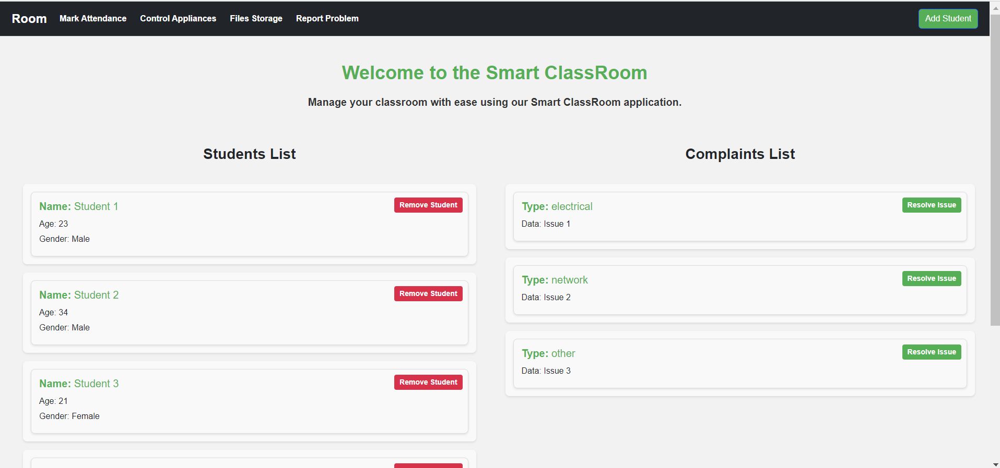 Room Mark Attendance Control Appliances Files Storage Report Problem Add Student
Welcome to the Smart ClassRoom
Manage your classroom with ease using our Smart ClassRoom application.
Students List
Name: Student 1
Remove Student
Age: 23
Gender: Male
Name: Student 2
Remove Student
Age: 34
Gender: Male
Name: Student 3
Remove Student
Age: 21
Gender: Female
Complaints List
Type: electrical
Resolve Issue
Data: Issue 1
Type: network
Resolve Issue
Data: Issue 2
Type: other
Resolve Issue
Data: Issue 3